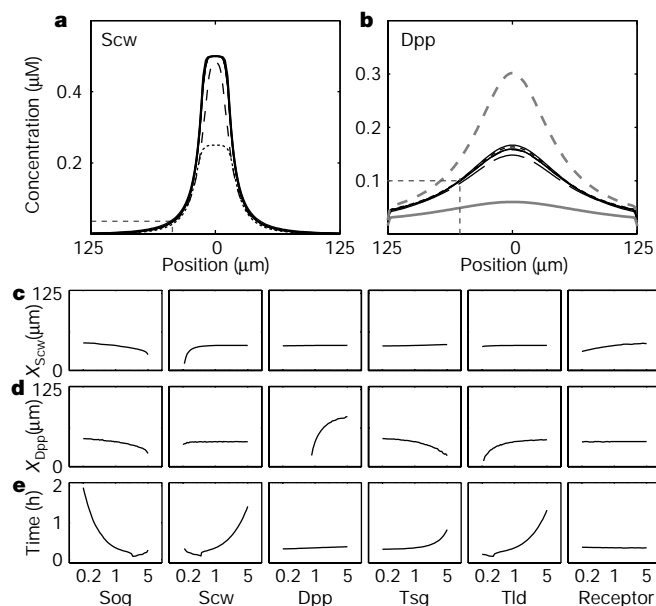 a
Scw
b
Dpp
Concentration (µM)
0.4
0.2
0.3
0.2
0.1
125 0 125
Position (µm)
125 0 125
Position (µm)
c
XScw(µm)
125
0
d
XDpp(µm)
125
0
e
Time (h)
2
1
0
0.2 1 5
0.2 1 5
0.2 1 5
0.2 1 5
0.2 1 5
0.2 1 5
Sog
Scw
Dpp
Tsg
Tld
Receptor